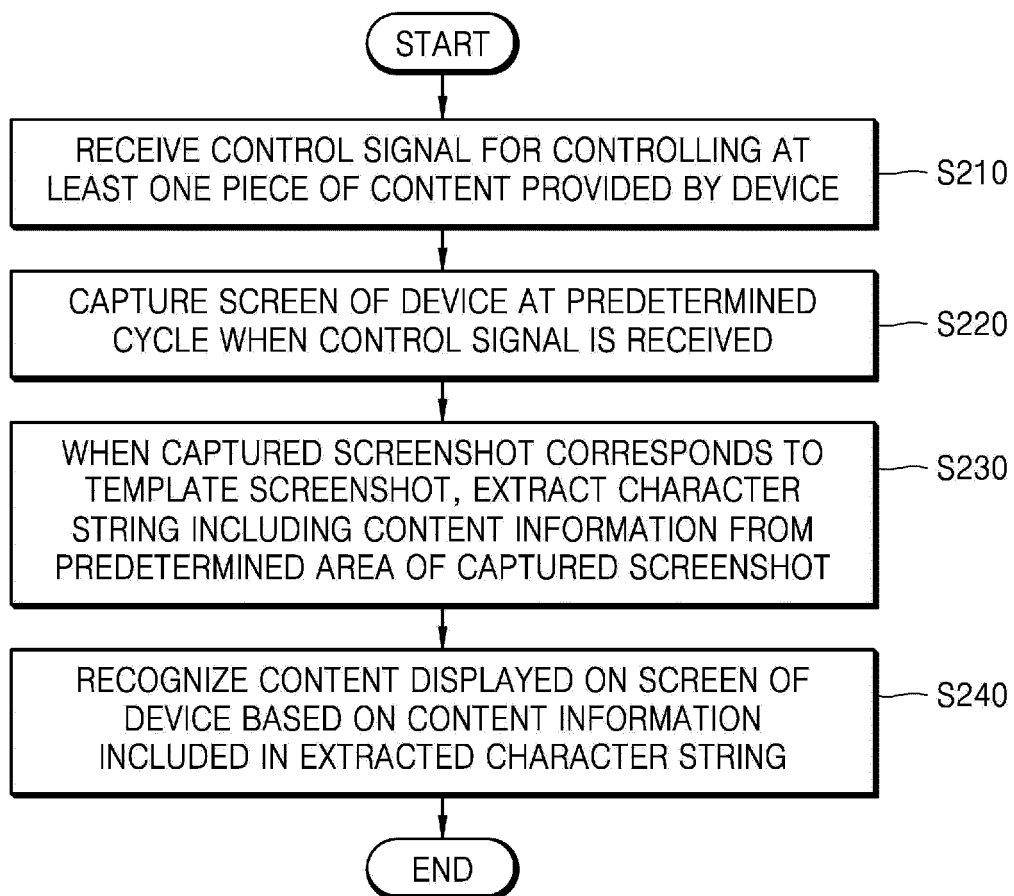 START
RECEIVE CONTROL SIGNAL FOR CONTROLLING AT
LEAST ONE PIECE OF CONTENT PROVIDED BY DEVICE
S210
CAPTURE SCREEN OF DEVICE AT PREDETERMINED
CYCLE WHEN CONTROL SIGNAL IS RECEIVED
S220
WHEN CAPTURED SCREENSHOT CORRESPONDS TO
TEMPLATE SCREENSHOT, EXTRACT CHARACTER
STRING INCLUDING CONTENT INFORMATION FROM
PREDETERMINED AREA OF CAPTURED SCREENSHOT
S230
RECOGNIZE CONTENT DISPLAYED ON SCREEN OF
DEVICE BASED ON CONTENT INFORMATION
INCLUDED IN EXTRACTED CHARACTER STRING
S240
END